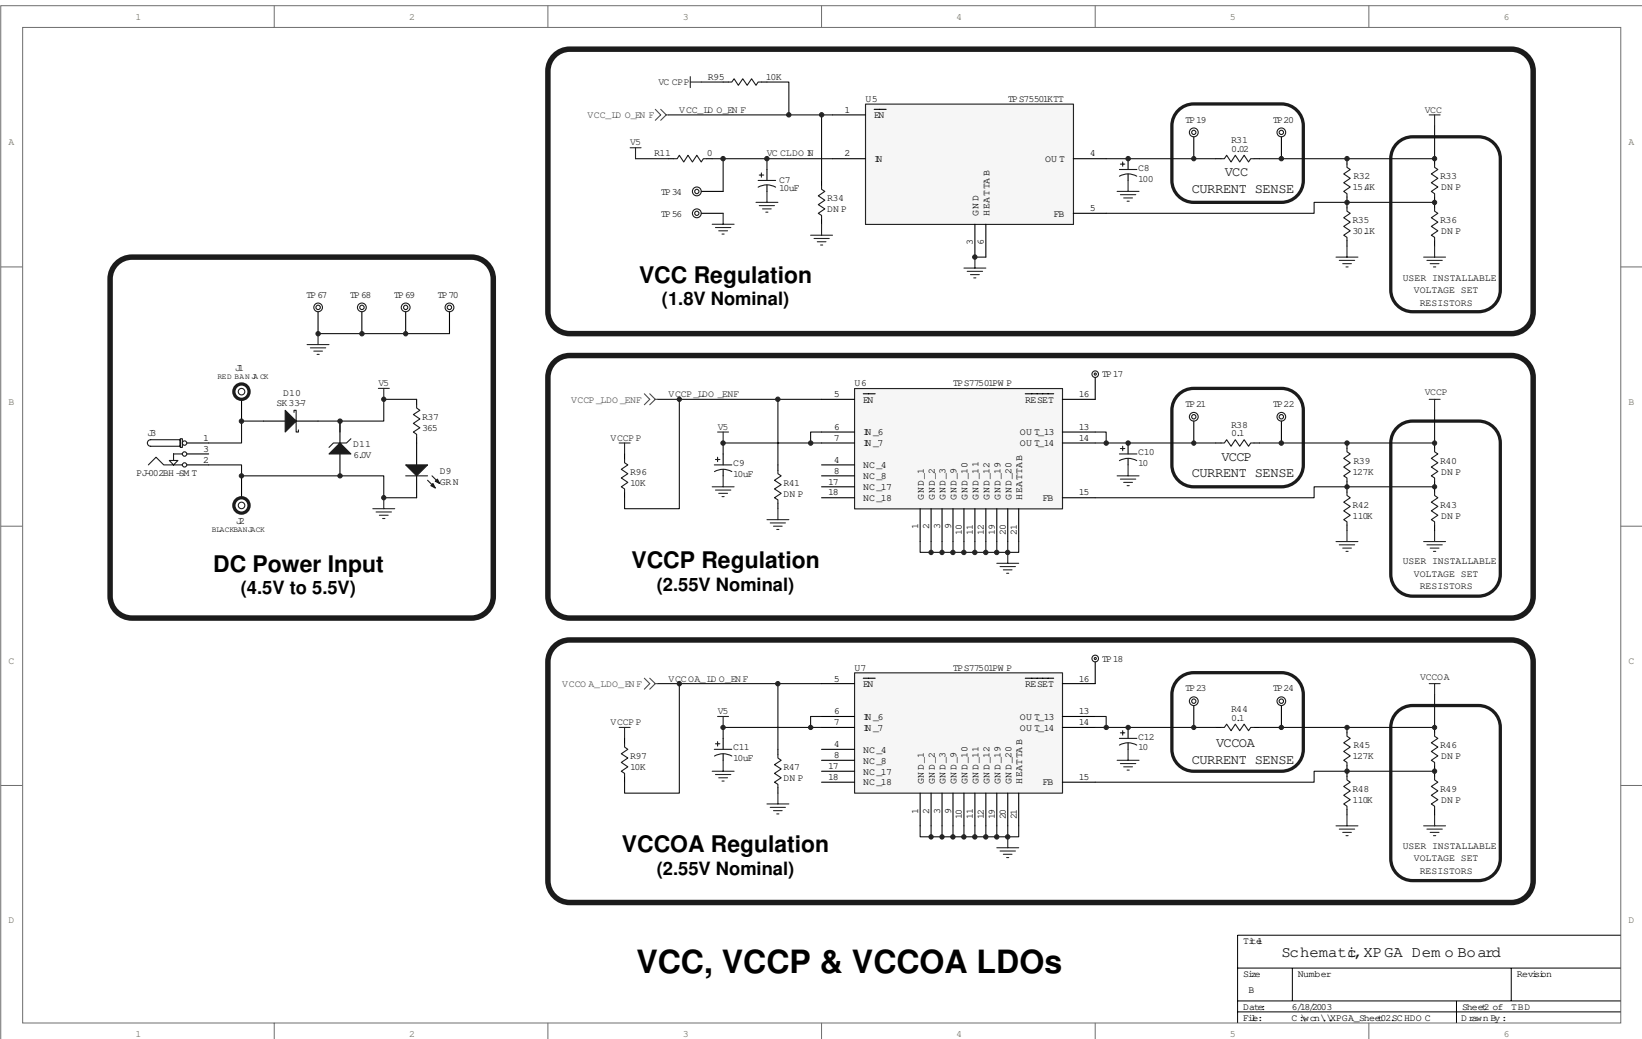 1 2 3 4 5 6
A A
B B
C C
D D
1 2 3 4 5 6
VCCPP R95 10K
VCC_LDO_ENF VCC_LDO_ENF
U5 TPS75501KTT
1 EN
V5 R11 0 VCCLDOIN 2 IN
C7 10uF
TP34
TP56
R34 DNP
GND HEATTAB
3 6
OUT 4
FB 5
C8 100
TP19 TP20
R31 0.02
VCC
CURRENT SENSE
R32 15.4K
R35 30.1K
VCC
R33 DNP
R36 DNP
USER INSTALLABLE
VOLTAGE SET
RESISTORS
VCC Regulation
(1.8V Nominal)
TP67 TP68 TP69 TP70
J1
RED BANJACK
D10
SK33-7
V5
R37
365
D11
6.0V
D9
GRN
J3
1
3
2
PJ-002BH-SMT
J2
BLACKBANJACK
DC Power Input
(4.5V to 5.5V)
VCCP_LDO_ENF VCCP_LDO_ENF
U6 TPS77501PWP
5 EN
RESET 16 TP17
VCCPP
R96 10K
V5
C9 10uF
R41 DNP
6 IN_6
7 IN_7
4 NC_4
8 NC_8
17 NC_17
18 NC_18
GND_1 GND_2 GND_3 GND_9 GND_10 GND_11 GND_12 GND_19 GND_20 HEATTAB
1 2 3 9 10 11 12 19 20 21
OUT_13 13
OUT_14 14
FB 15
C10 10
TP21 TP22
R38 0.1
VCCP
CURRENT SENSE
R39 127K
R42 110K
VCCP
R40 DNP
R43 DNP
USER INSTALLABLE
VOLTAGE SET
RESISTORS
VCCP Regulation
(2.55V Nominal)
VCCOA_LDO_ENF VCCOA_LDO_ENF
U7 TPS77501PWP
5 EN
RESET 16 TP18
VCCPP
R97 10K
V5
C11 10uF
R47 DNP
6 IN_6
7 IN_7
4 NC_4
8 NC_8
17 NC_17
18 NC_18
GND_1 GND_2 GND_3 GND_9 GND_10 GND_11 GND_12 GND_19 GND_20 HEATTAB
1 2 3 9 10 11 12 19 20 21
OUT_13 13
OUT_14 14
FB 15
C12 10
TP23 TP24
R44 0.1
VCCOA
CURRENT SENSE
R45 127K
R48 110K
VCCOA
R46 DNP
R49 DNP
USER INSTALLABLE
VOLTAGE SET
RESISTORS
VCCOA Regulation
(2.55V Nominal)
VCC, VCCP & VCCOA LDOs
Title
Schematic, XPGA Demo Board
Size Number Revision
B
Date: 6/18/2003 Sheet2 of TBD
File: Drawn By: